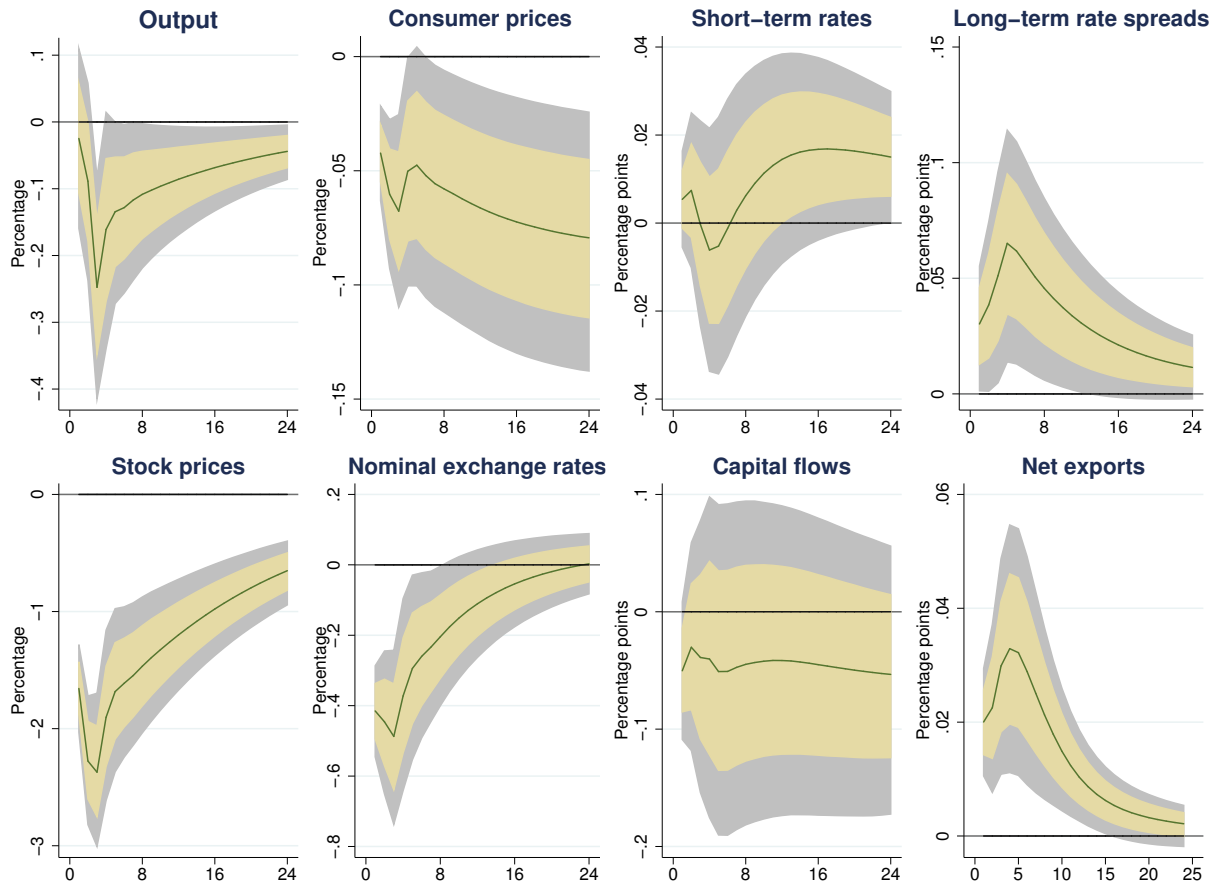 Output
Percentage
.1
0
−.1
−.2
−.3
−.4
0 8 16 24
Consumer prices
Percentage
0
−.05
−.1
−.15
0 8 16 24
Short−term rates
Percentage points
.04
.02
0
−.02
−.04
0 8 16 24
Long−term rate spreads
Percentage points
.15
.1
.05
0
0 8 16 24
Stock prices
Percentage
0
−1
−2
−3
0 8 16 24
Nominal exchange rates
Percentage
.2
0
−.2
−.4
−.6
−.8
0 8 16 24
Capital flows
Percentage points
.1
0
−.1
−.2
0 8 16 24
Net exports
Percentage points
.06
.04
.02
0
0 5 10 15 20 25